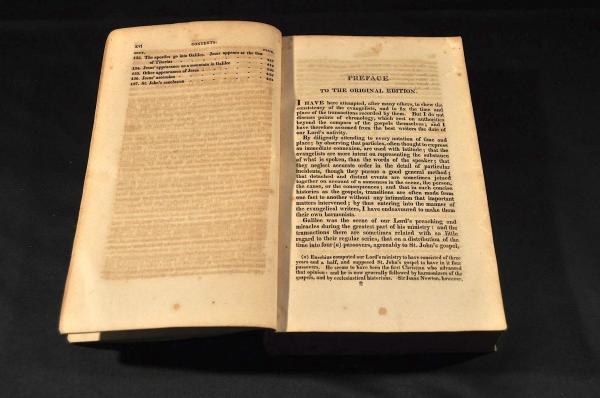 xvi CONTENTS.
SECT. PAGE.
153. The apostles go into Galilee. Jesus appears at the Sea
of Tiberias
154. Jesus' appearance on a mountain in Galilee
155. Other appearances of Jesus
156. Jesus' ascension
157. St. John's conclusion
PREFACE
TO THE ORIGINAL EDITION.
I HAVE here attempted, after many others, to shew the
consistency of the evangelists, and to fix the time and
place of the transactions recorded by them. But I do not
discuss points of chronology, which rest on authorities
beyond the compass of the gospels themselves; and I
have therefore assumed from the best writers the date of
our Lord's nativity.
By diligently attending to every notation of time and
place; by observing that particles, often thought to express
an immediate connexion, are used with latitude; that the
evangelists are more intent on representing the substance
of what is spoken, than the words of the speaker; that
they neglect accurate order in the detail of particular
incidents, though they pursue a good general method;
that detached and distant events are sometimes joined
together on account of a sameness in the scene, the person,
the cause, or the consequences; and that in such concise
histories as the gospels, transitions are often made from
one fact to another without any intimation that important
matters intervened; by thus entering into the manner of
the evangelical writers, I have endeavoured to make them
their own harmonists.
Galilee was the scene of our Lord's preaching and
miracles during the greatest part of his ministry: and the
transactions there are sometimes related with so little
regard to their regular series, that on a distribution of the
time into four (a) passovers, agreeably to St. John's gospel,
(a) Eusebius computed our Lord's ministry to have consisted of three
years and a half, and supposed St. John's gospel to have in it four
passovers. He seems to have been the first Christian who advanced
that opinion: and he is now generally followed by harmonizers of the
gospels, and by ecclesiastical historians. Sir Isaac Newton, however,